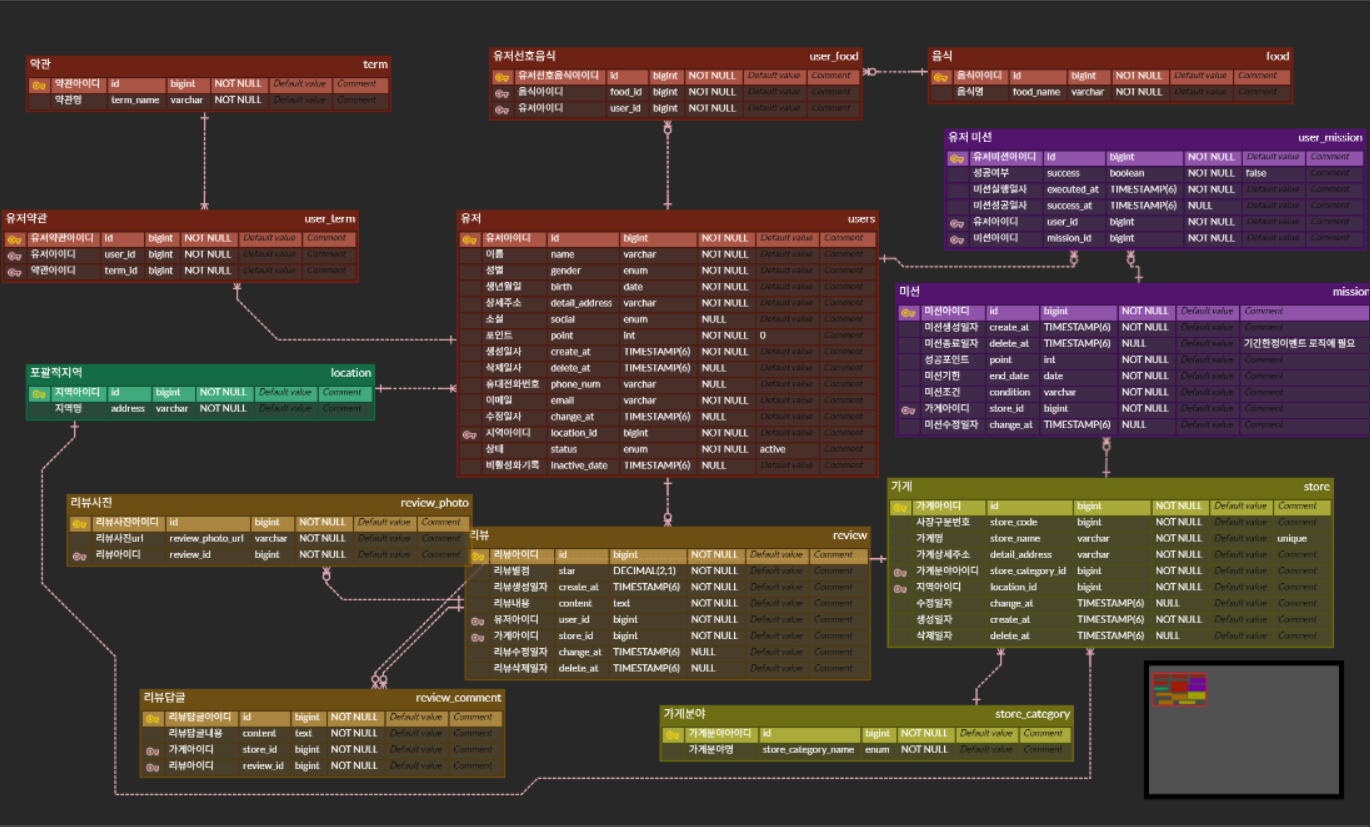 약관 term
약관아이디 id bigint NOT NULL Default value Comment
약관명 term_name varchar NOT NULL Default value Comment
유저선호음식 user_food
유저선호음식아이디 id bigint NOT NULL Default value Comment
음식아이디 food_id bigint NOT NULL Default value Comment
유저아이디 user_id bigint NOT NULL Default value Comment
음식 food
음식아이디 id bigint NOT NULL Default value Comment
음식명 food_name varchar NOT NULL Default value Comment
유저 미션 user_mission
유저미션아이디 id bigint NOT NULL Default value Comment
성공여부 success boolean NOT NULL false Comment
미션실행일자 executed_at TIMESTAMP(6) NOT NULL Default value Comment
미션성공일자 success_at TIMESTAMP(6) NULL Default value Comment
유저아이디 user_id bigint NOT NULL Default value Comment
미션아이디 mission_id bigint NOT NULL Default value Comment
유저약관 user_term
유저약관아이디 id bigint NOT NULL Default value Comment
유저아이디 user_id bigint NOT NULL Default value Comment
약관아이디 term_id bigint NOT NULL Default value Comment
유저 users
유저아이디 id bigint NOT NULL Default value Comment
이름 name varchar NOT NULL Default value Comment
성별 gender enum NOT NULL Default value Comment
생년월일 birth date NOT NULL Default value Comment
상세주소 detail_address varchar NOT NULL Default value Comment
소셜 social enum NULL Default value Comment
포인트 point int NOT NULL 0 Comment
생성일자 create_at TIMESTAMP(6) NOT NULL Default value Comment
삭제일자 delete_at TIMESTAMP(6) NULL Default value Comment
휴대전화번호 phone_num varchar NULL Default value Comment
이메일 email varchar NOT NULL Default value Comment
수정일자 change_at TIMESTAMP(6) NULL Default value Comment
지역아이디 location_id bigint NOT NULL Default value Comment
상태 status enum NOT NULL active Comment
비활성화기록 inactive_date TIMESTAMP(6) NULL Default value Comment
미션 mission
미션아이디 id bigint NOT NULL Default value Comment
미션생성일자 create_at TIMESTAMP(6) NOT NULL Default value Comment
미션종료일자 delete_at TIMESTAMP(6) NULL Default value 기간한정이벤트 로직에 필요
성공포인트 point int NOT NULL Default value Comment
미션기한 end_date date NOT NULL Default value Comment
미션조건 condition varchar NOT NULL Default value Comment
가게아이디 store_id bigint NOT NULL Default value Comment
미션수정일자 change_at TIMESTAMP(6) NULL Default value Comment
포괄적지역 location
지역아이디 id bigint NOT NULL Default value Comment
지역명 address varchar NOT NULL Default value Comment
리뷰사진 review_photo
리뷰사진아이디 id bigint NOT NULL Default value Comment
리뷰사진url review_photo_url varchar NOT NULL Default value Comment
리뷰아이디 review_id bigint NOT NULL Default value Comment
리뷰 review
리뷰아이디 id bigint NOT NULL Default value Comment
리뷰별점 star DECIMAL(2,1) NOT NULL Default value Comment
리뷰생성일자 create_at TIMESTAMP(6) NOT NULL Default value Comment
리뷰내용 content text NOT NULL Default value Comment
유저아이디 user_id bigint NOT NULL Default value Comment
가게아이디 store_id bigint NOT NULL Default value Comment
리뷰수정일자 change_at TIMESTAMP(6) NULL Default value Comment
리뷰삭제일자 delete_at TIMESTAMP(6) NULL Default value Comment
가게 store
가게아이디 id bigint NOT NULL Default value Comment
사장구분번호 store_code bigint NOT NULL Default value Comment
가게명 store_name varchar NOT NULL Default value unique
가게상세주소 detail_address varchar NOT NULL Default value Comment
가게분야아이디 store_category_id bigint NOT NULL Default value Comment
지역아이디 location_id bigint NOT NULL Default value Comment
수정일자 change_at TIMESTAMP(6) NULL Default value Comment
생성일자 create_at TIMESTAMP(6) NOT NULL Default value Comment
삭제일자 delete_at TIMESTAMP(6) NULL Default value Comment
리뷰답글 review_comment
리뷰답글아이디 id bigint NOT NULL Default value Comment
리뷰답글내용 content text NOT NULL Default value Comment
가게아이디 store_id bigint NOT NULL Default value Comment
리뷰아이디 review_id bigint NOT NULL Default value Comment
가게분야 store_category
가게분야아이디 id bigint NOT NULL Default value Comment
가게분야명 store_category_name enum NOT NULL Default value Comment